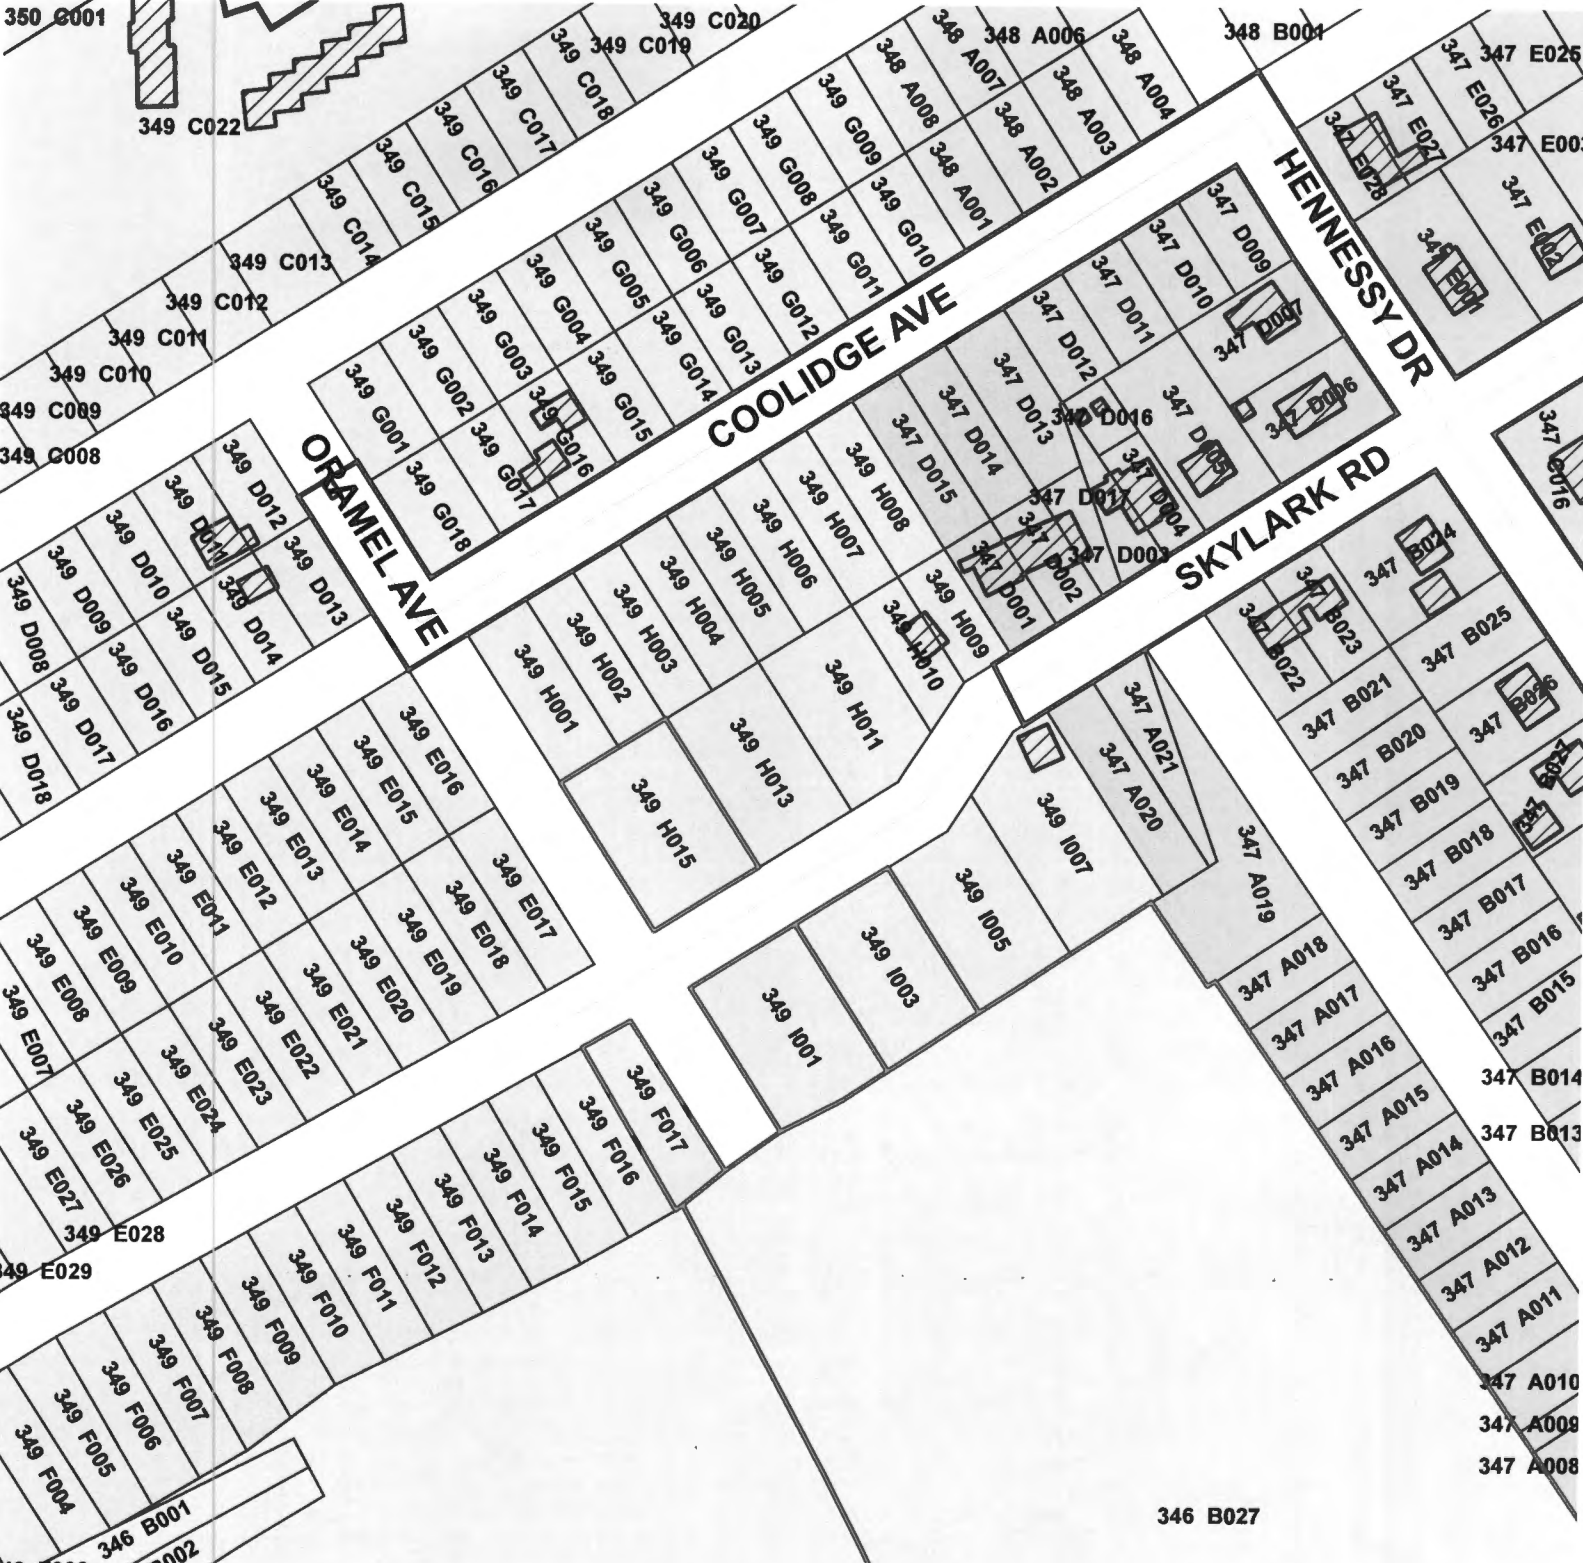 350 C001
349 C022
349 C020
349 C019
349 C018
349 C017
349 C016
349 C015
349 C014
349 C013
349 C012
349 C011
349 C010
349 C009
349 C008
348 A006
348 A007
348 A008
348 A004
348 A003
348 A002
348 A001
348 B001
347 E025
347 E026
347 E027
347 E028
347 E003
347 E002
347 E001
HENNESSY DR
349 G009
349 G008
349 G007
349 G006
349 G005
349 G004
349 G003
349 G002
349 G001
349 G010
349 G011
349 G012
349 G013
349 G014
349 G015
349 G016
349 G017
349 G018
COOLIDGE AVE
ORAMEL AVE
SKYLARK RD
347 D009
347 D010
347 D011
347 D012
347 D013
347 D014
347 D015
347 D016
347 D017
347 D007
347 D006
347 D005
347 D004
347 D003
347 D002
347 D001
347 C016
349 D012
349 D011
349 D010
349 D009
349 D008
349 D013
349 D014
349 D015
349 D016
349 D017
349 D018
349 H008
349 H007
349 H006
349 H005
349 H004
349 H003
349 H002
349 H001
349 H009
349 H010
349 H011
349 H013
349 H015
347 B024
347 B023
347 B022
347 B025
347 B021
347 B026
347 B020
347 B027
347 B019
347 B018
347 B017
347 B016
347 B015
347 B014
347 B013
347 A021
347 A020
347 A019
347 A018
347 A017
347 A016
347 A015
347 A014
347 A013
347 A012
347 A011
347 A010
347 A009
347 A008
349 I007
349 I005
349 I003
349 I001
349 E016
349 E015
349 E014
349 E013
349 E012
349 E011
349 E010
349 E009
349 E008
349 E007
349 E017
349 E018
349 E019
349 E020
349 E021
349 E022
349 E023
349 E024
349 E025
349 E026
349 E027
349 E028
349 E029
349 F017
349 F016
349 F015
349 F014
349 F013
349 F012
349 F011
349 F010
349 F009
349 F008
349 F007
349 F006
349 F005
349 F004
346 B001
346 B027